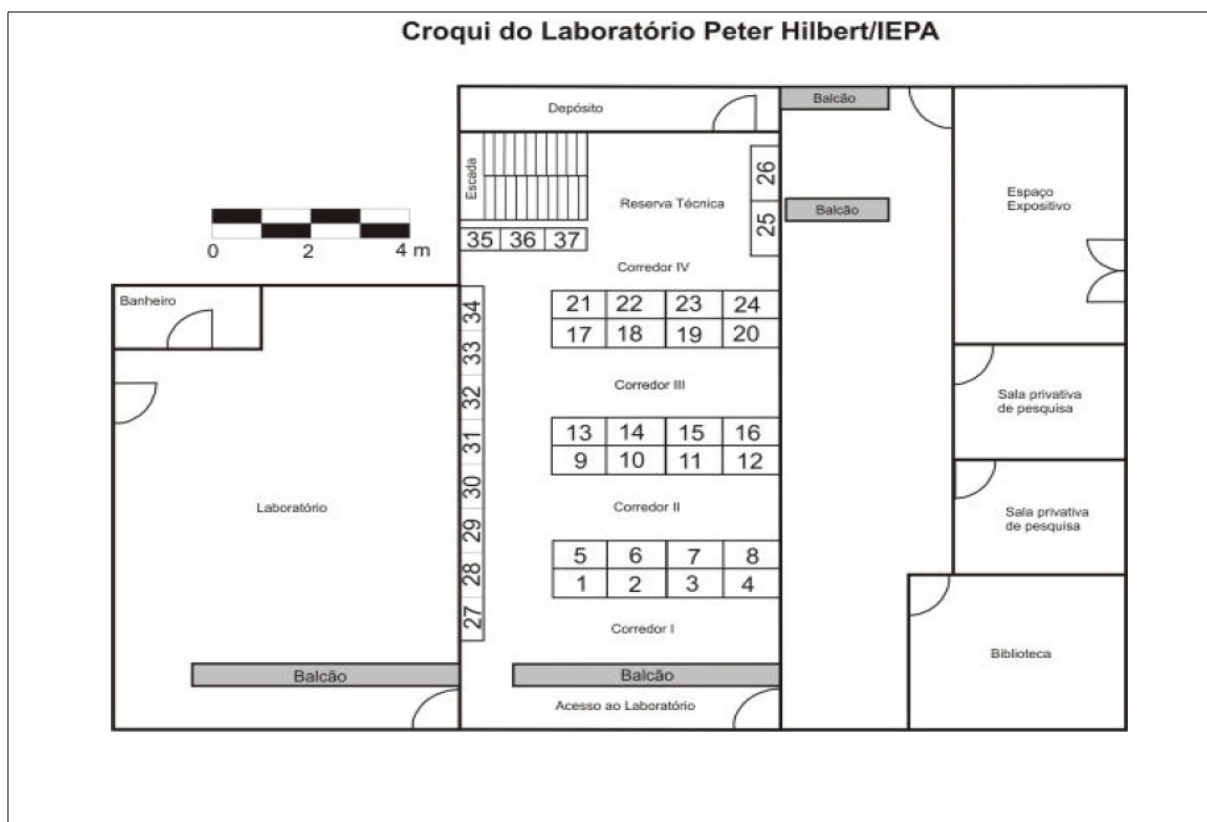 Croqui do Laboratório Peter Hilbert/IEPA
Depósito
Balcão
Escada
Reserva Técnica
26
25
Balcão
Espaço
Expositivo
0 2 4 m
35 36 37
Corredor IV
Banheiro
34
33
32
31
30
29
28
27
21 22 23 24
17 18 19 20
Corredor III
Sala privativa
de pesquisa
13 14 15 16
9 10 11 12
Laboratório
Corredor II
Sala privativa
de pesquisa
5 6 7 8
1 2 3 4
Corredor I
Biblioteca
Balcão
Balcão
Acesso ao Laboratório